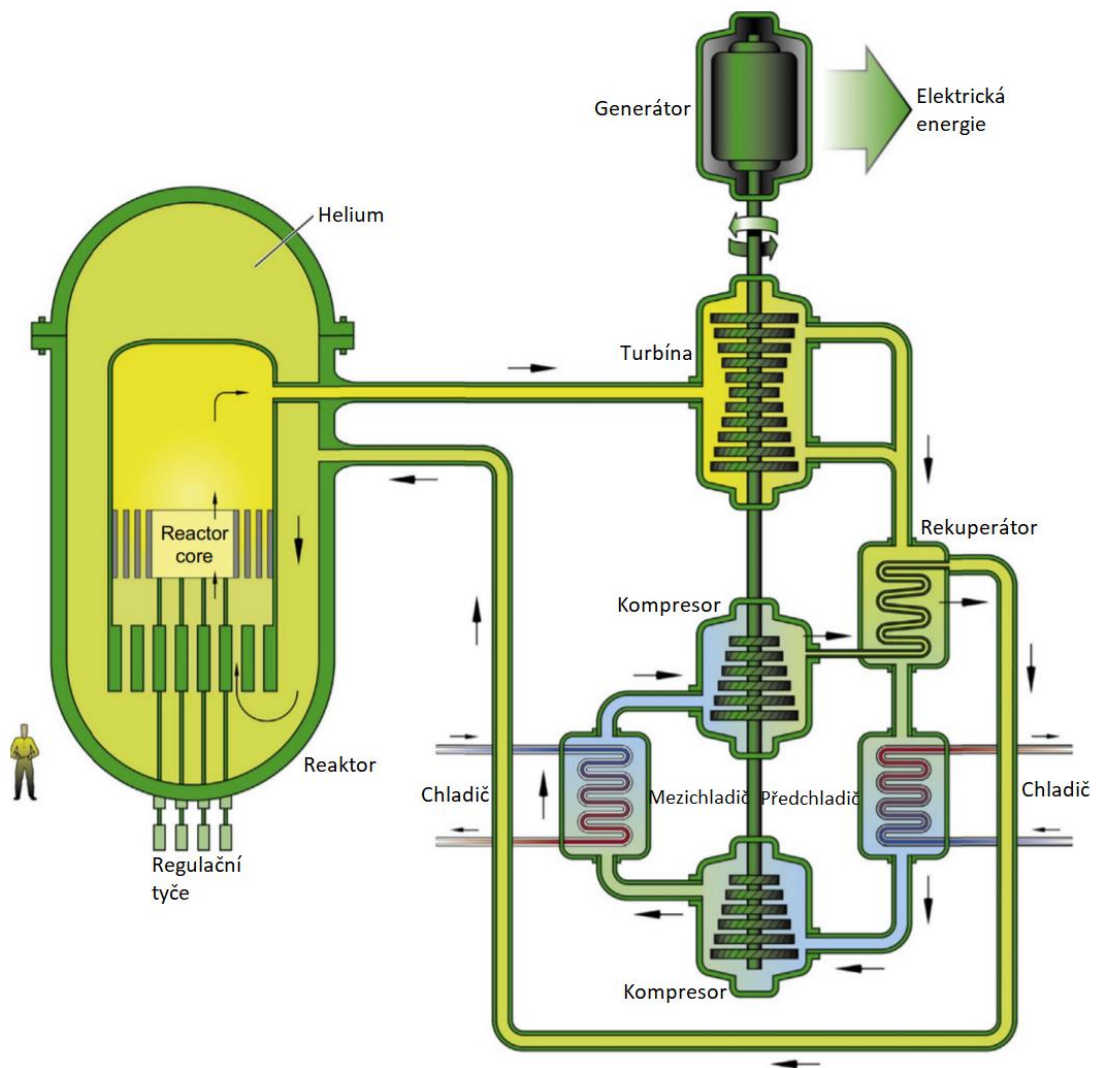 Generátor
Elektrická
energie
Helium
Turbína
Reactor
core
Rekuperátor
Kompresor
Reaktor
Chladič
Mezichladič
Předchladič
Chladič
Regulační
tyče
Kompresor